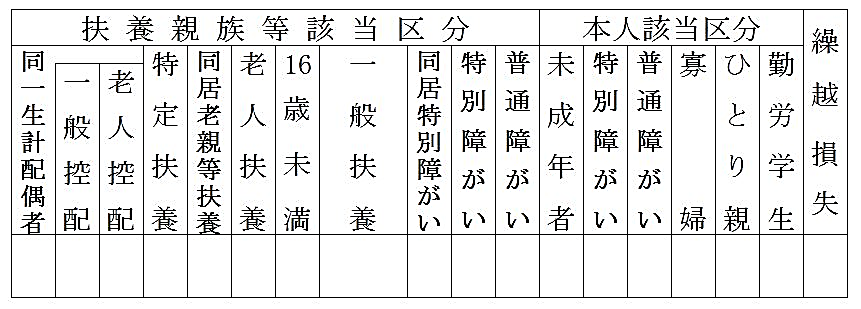 扶養親族等該当区分
本人該当区分
繰越損失
同一生計配偶者
一般控配
老人控配
特定扶養
同居老親等扶養
老人扶養
16歳未満
一般扶養
同居特別障がい
特別障がい
普通障がい
未成年者
特別障がい
普通障がい
寡婦
ひとり親
勤労学生